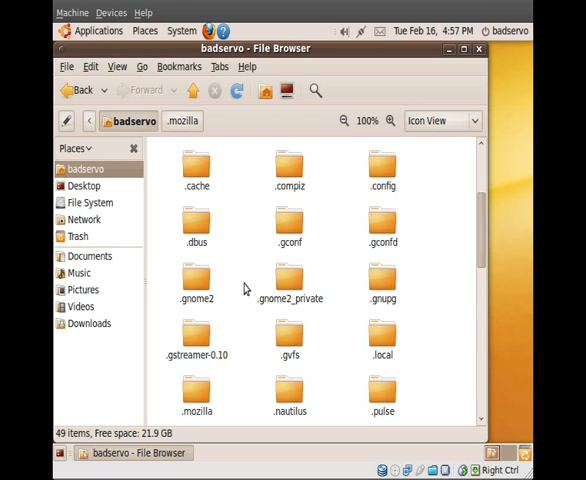 Machine Devices Help
Applications Places System Tue Feb 16, 4:57 PM badservo
badservo - File Browser
File Edit View Go Bookmarks Tabs Help
Back Forward
badservo .mozilla 100% Icon View
Places
badservo
Desktop
File System
Network
Trash
Documents
Music
Pictures
Videos
Downloads
.cache .compiz .config
.dbus .gconf .gconfd
.gnome2 .gnome2_private .gnupg
.gstreamer-0.10 .gvfs .local
.mozilla .nautilus .pulse
49 items, Free space: 21.9 GB
badservo - File Browser
Right Ctrl